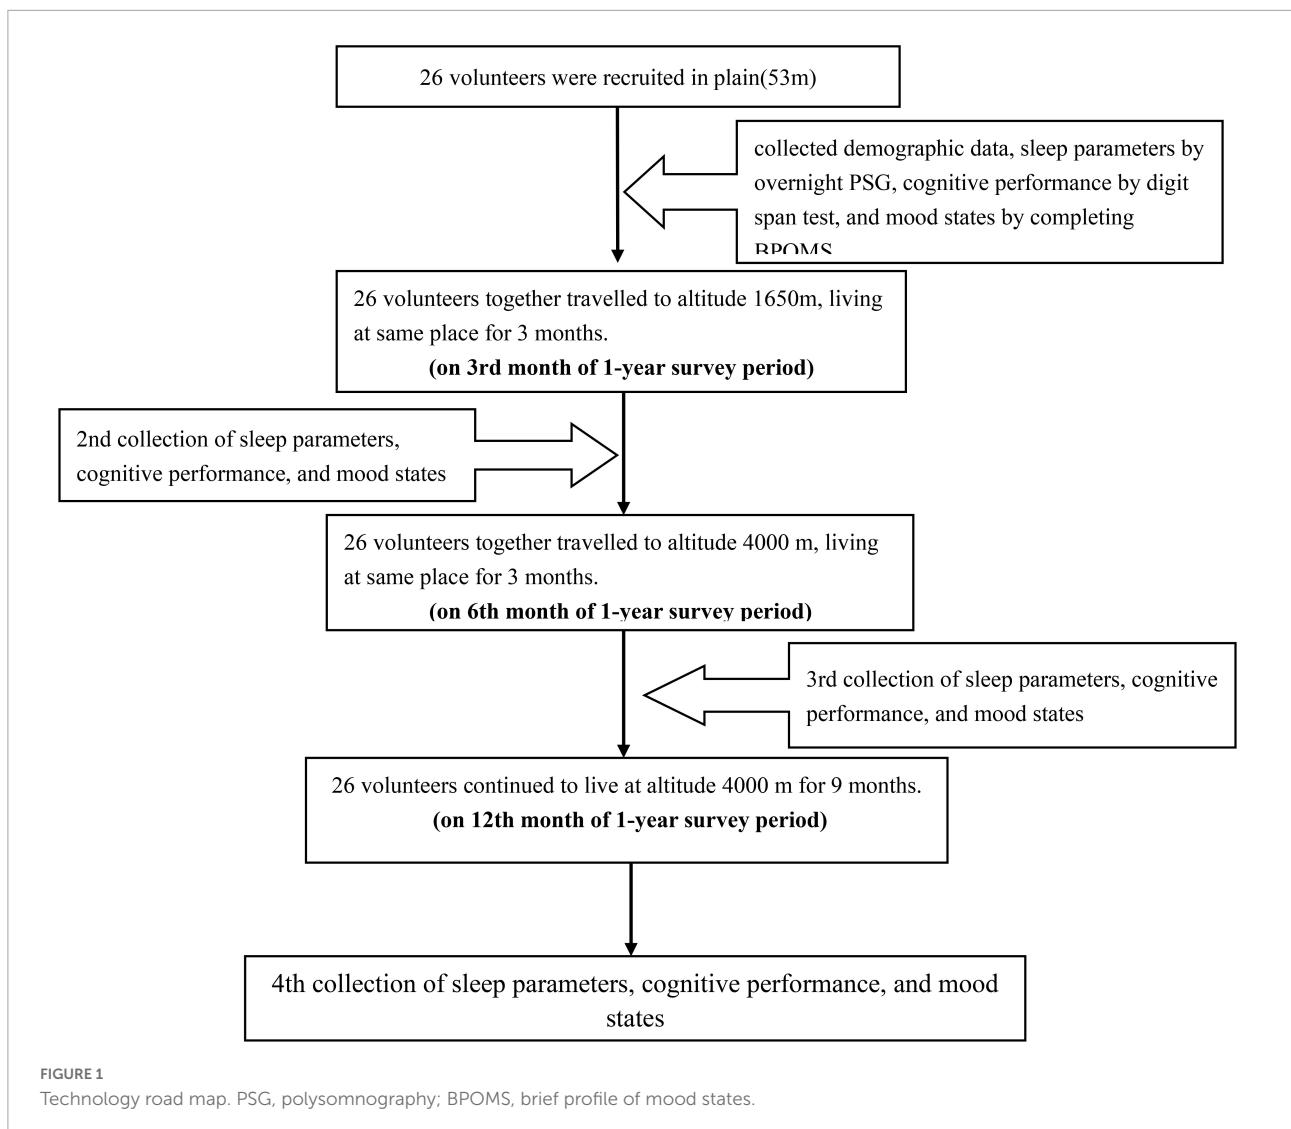 26 volunteers were recruited in plain(53m)
collected demographic data, sleep parameters by
overnight PSG, cognitive performance by digit
span test, and mood states by completing
BPOMS
26 volunteers together travelled to altitude 1650m, living
at same place for 3 months.
(on 3rd month of 1-year survey period)
2nd collection of sleep parameters,
cognitive performance, and mood states
26 volunteers together travelled to altitude 4000 m, living
at same place for 3 months.
(on 6th month of 1-year survey period)
3rd collection of sleep parameters, cognitive
performance, and mood states
26 volunteers continued to live at altitude 4000 m for 9 months.
(on 12th month of 1-year survey period)
4th collection of sleep parameters, cognitive performance, and mood
states
FIGURE 1
Technology road map. PSG, polysomnography; BPOMS, brief profile of mood states.